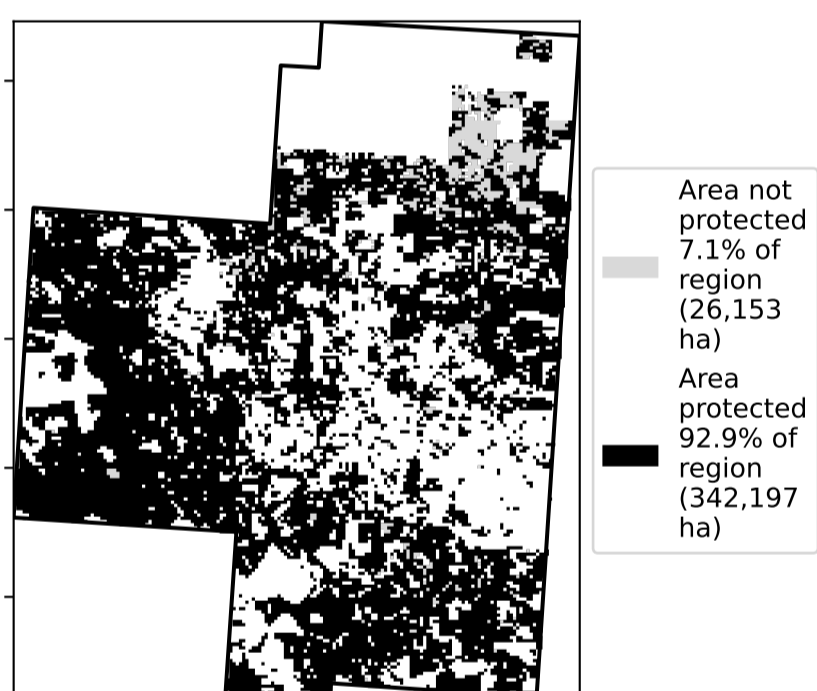 Area not
protected
7.1% of
region
(26,153
ha)
Area
protected
92.9% of
region
(342,197
ha)